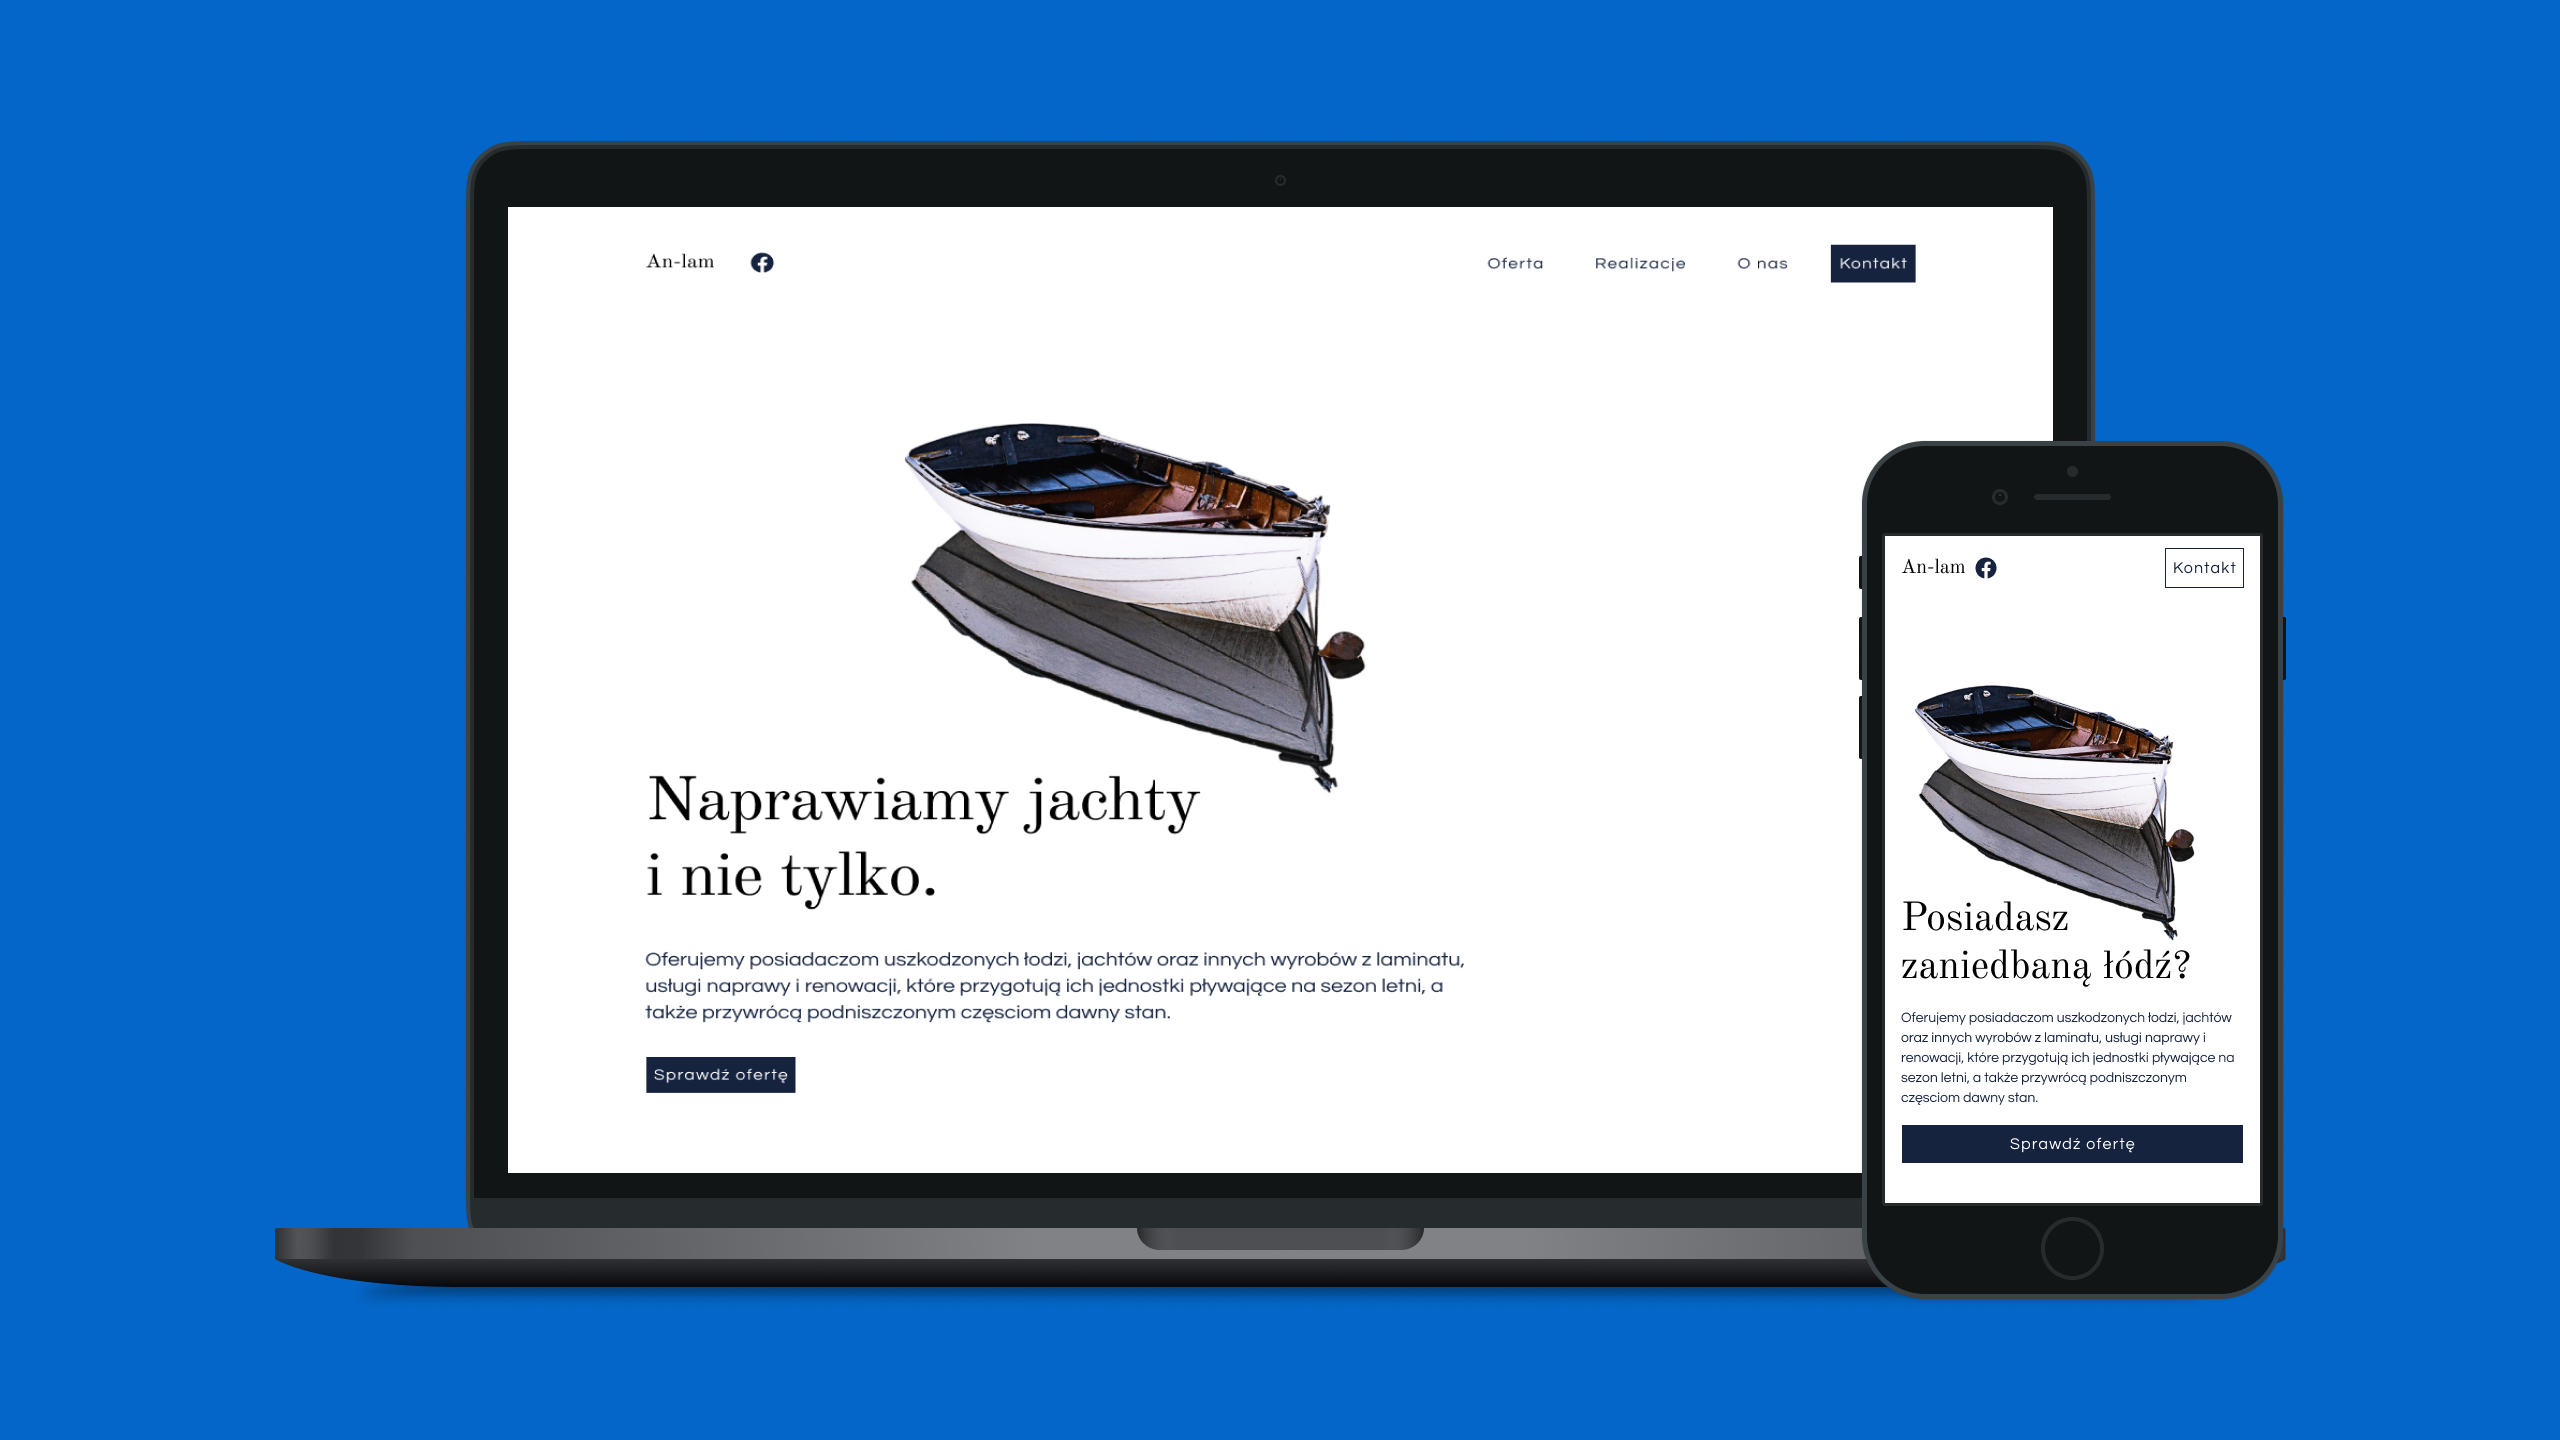 An-lam
Oferta Realizacje O nas Kontakt
Naprawiamy jachty
i nie tylko.
Oferujemy posiadaczom uszkodzonych łodzi, jachtów oraz innych wyrobów z laminatu,
usługi naprawy i renowacji, które przygotują ich jednostki pływające na sezon letni, a
także przywrócą podniszczonym częsciom dawny stan.
Sprawdź ofertę
An-lam
Kontakt
Posiadasz
zaniedbaną łódź?
Oferujemy posiadaczom uszkodzonych łodzi, jachtów
oraz innych wyrobów z laminatu, usługi naprawy i
renowacji, które przygotują ich jednostki pływające na
sezon letni, a także przywrócą podniszczonym
częsciom dawny stan.
Sprawdź ofertę